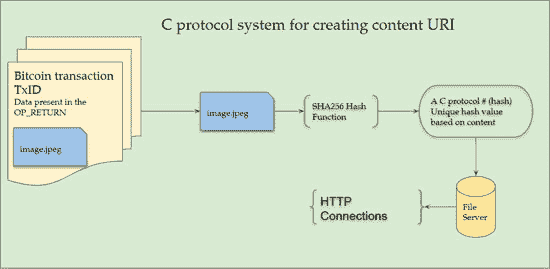 C protocol system for creating content URI
Bitcoin transaction
TxID
Data present in the
OP_RETURN
image.jpeg
image.jpeg
SHA256 Hash
Function
A C protocol # (hash)
Unique hash value
based on content
File
Server
HTTP
Connections